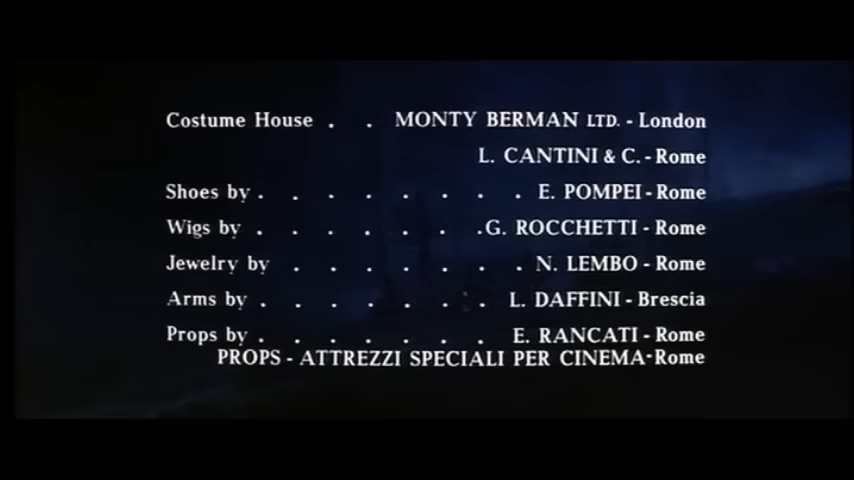 Costume House . . MONTY BERMAN LTD. - London
L. CANTINI & C. - Rome
Shoes by . . . . . . . . E. POMPEI - Rome
Wigs by . . . . . . . G. ROCCHETTI - Rome
Jewelry by . . . . . . . N. LEMBO - Rome
Arms by . . . . . . . L. DAFFINI - Brescia
Props by . . . . . . . E. RANCATI - Rome
PROPS - ATTREZZI SPECIALI PER CINEMA - Rome